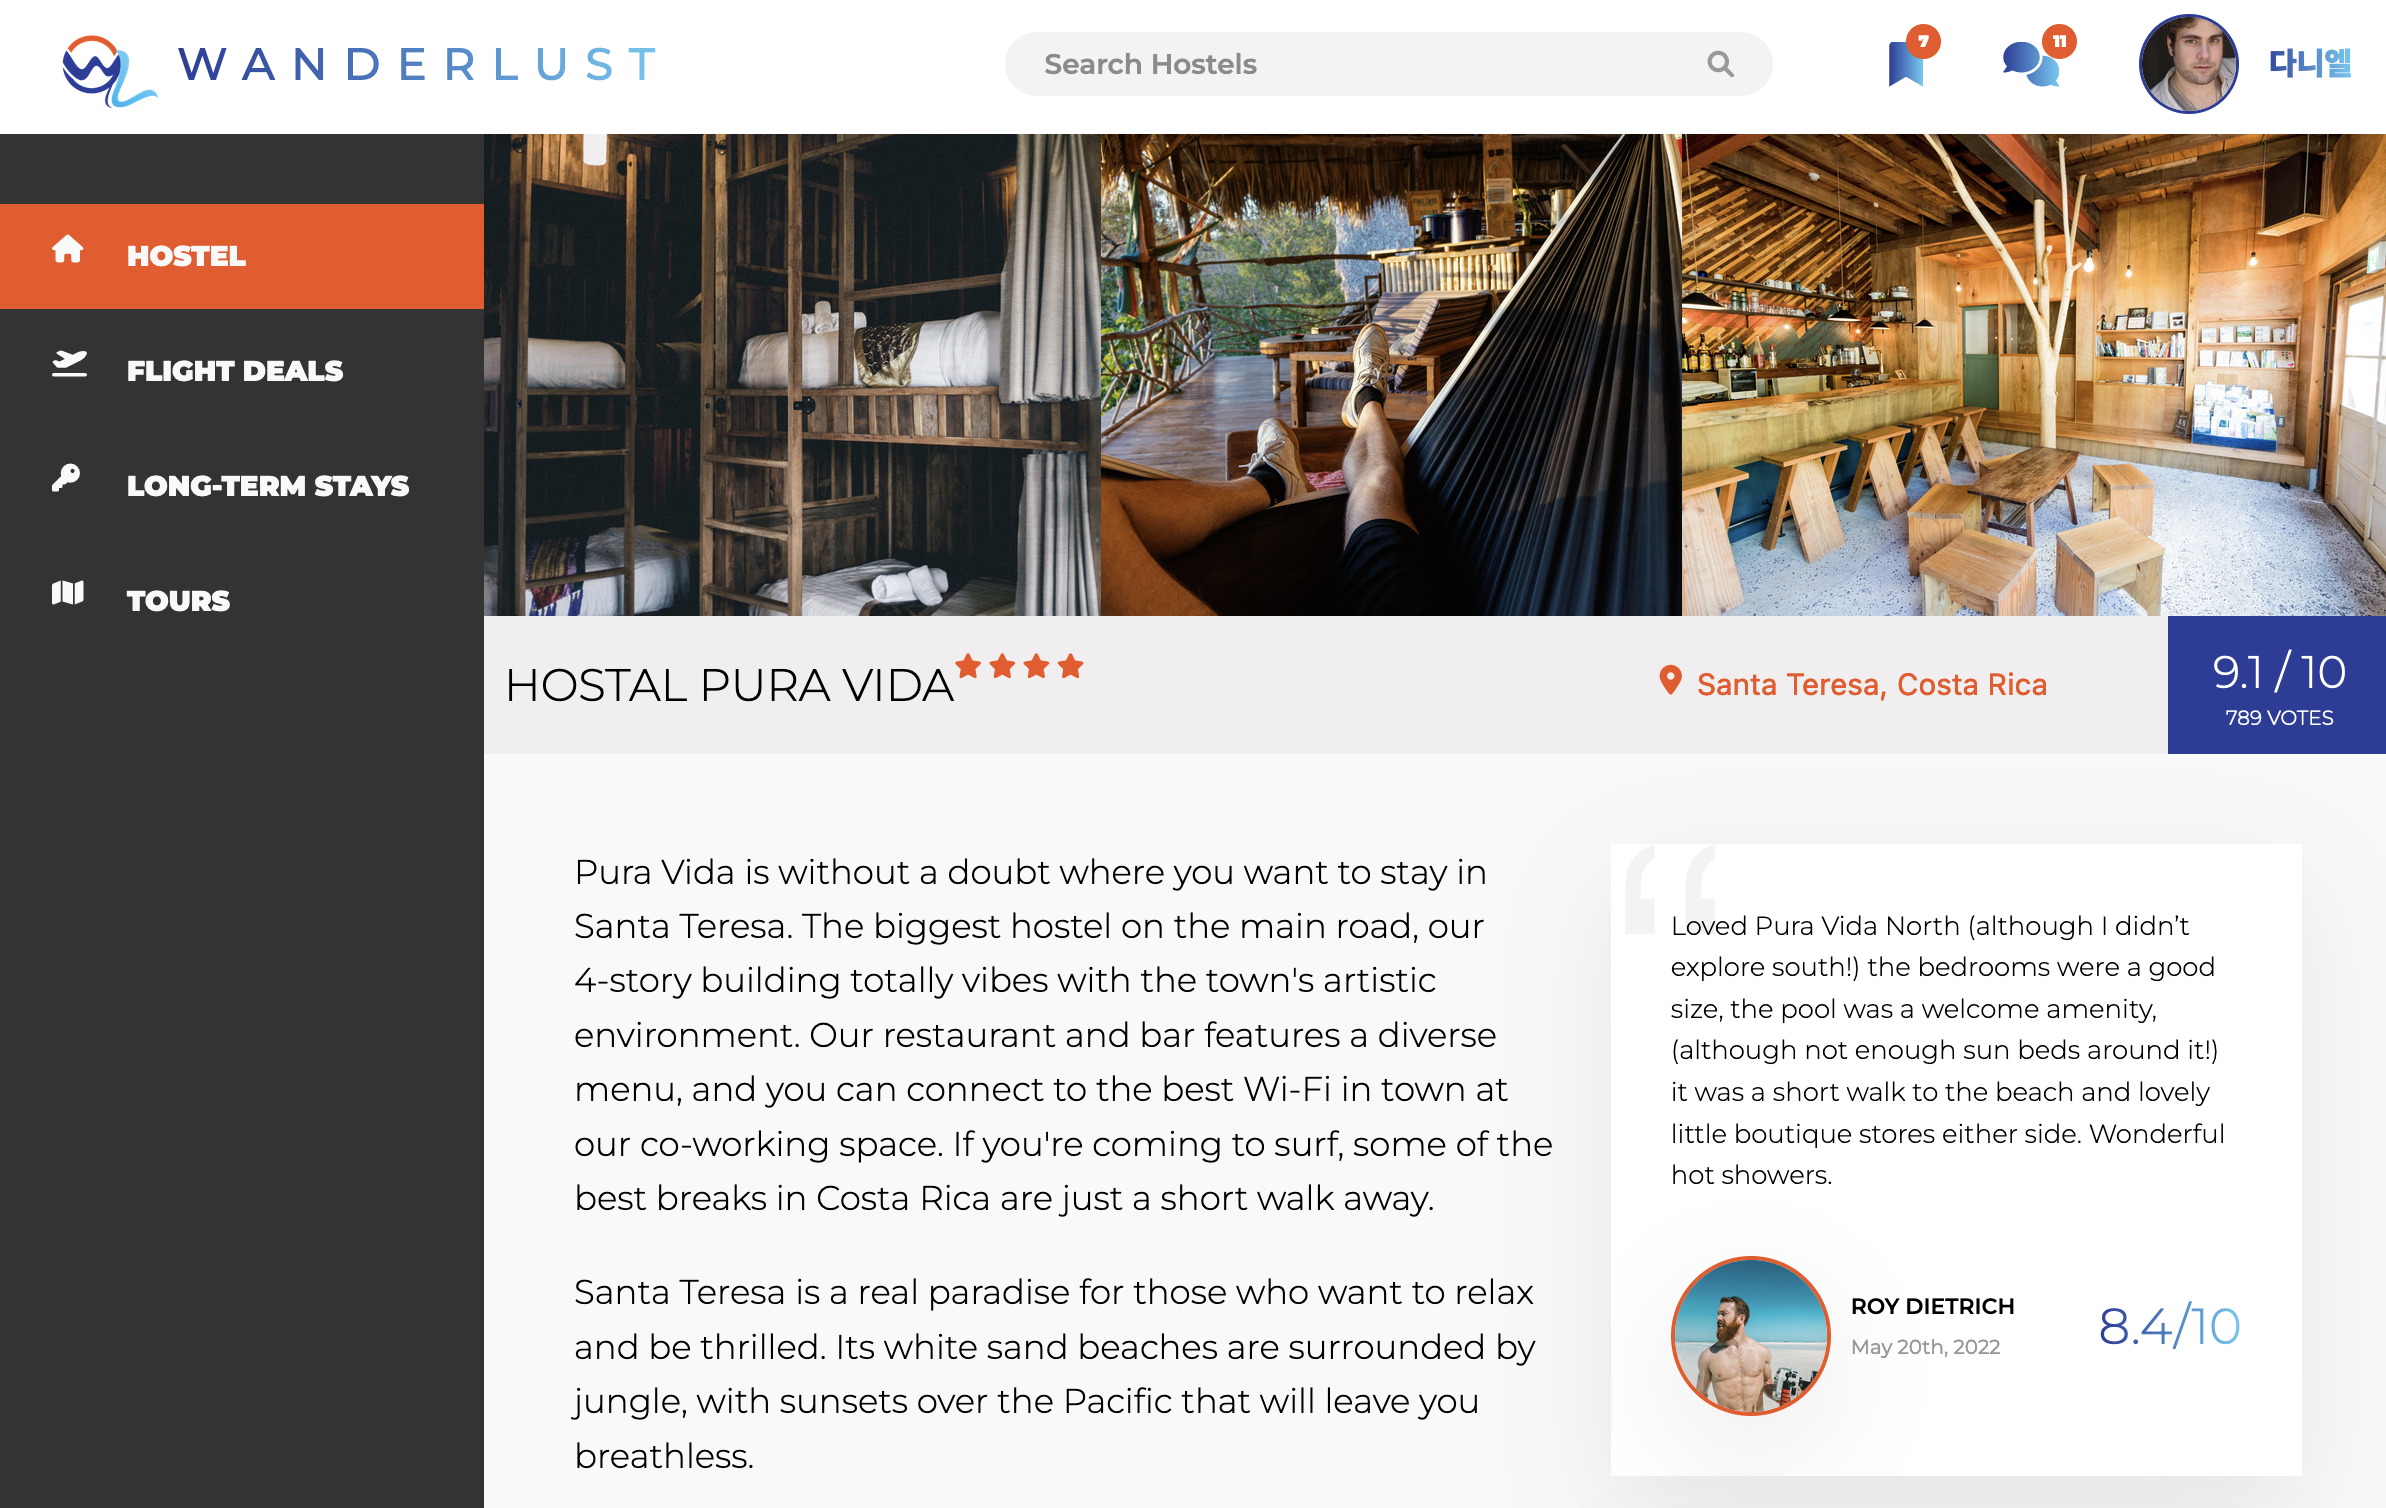 WANDERLUST
Search Hostels
7
11
다니엘
HOSTEL
FLIGHT DEALS
LONG-TERM STAYS
TOURS
HOSTAL PURA VIDA
Santa Teresa, Costa Rica
9.1 / 10
789 VOTES
Pura Vida is without a doubt where you want to stay in
Santa Teresa. The biggest hostel on the main road, our
4-story building totally vibes with the town's artistic
environment. Our restaurant and bar features a diverse
menu, and you can connect to the best Wi-Fi in town at
our co-working space. If you're coming to surf, some of the
best breaks in Costa Rica are just a short walk away.
Santa Teresa is a real paradise for those who want to relax
and be thrilled. Its white sand beaches are surrounded by
jungle, with sunsets over the Pacific that will leave you
breathless.
“
Loved Pura Vida North (although I didn’t
explore south!) the bedrooms were a good
size, the pool was a welcome amenity,
(although not enough sun beds around it!)
it was a short walk to the beach and lovely
little boutique stores either side. Wonderful
hot showers.
ROY DIETRICH
May 20th, 2022
8.4/10